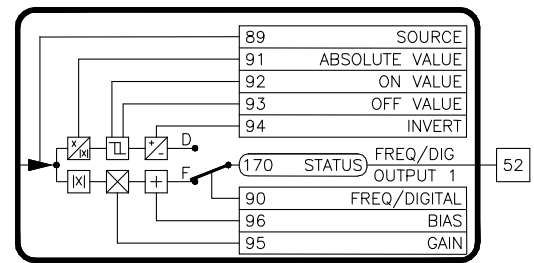 89 SOURCE
91 ABSOLUTE VALUE
92 ON VALUE
93 OFF VALUE
94 INVERT
x |x| + - D
170 STATUS FREQ/DIG OUTPUT 1 52
|X| + F
90 FREQ/DIGITAL
96 BIAS
95 GAIN